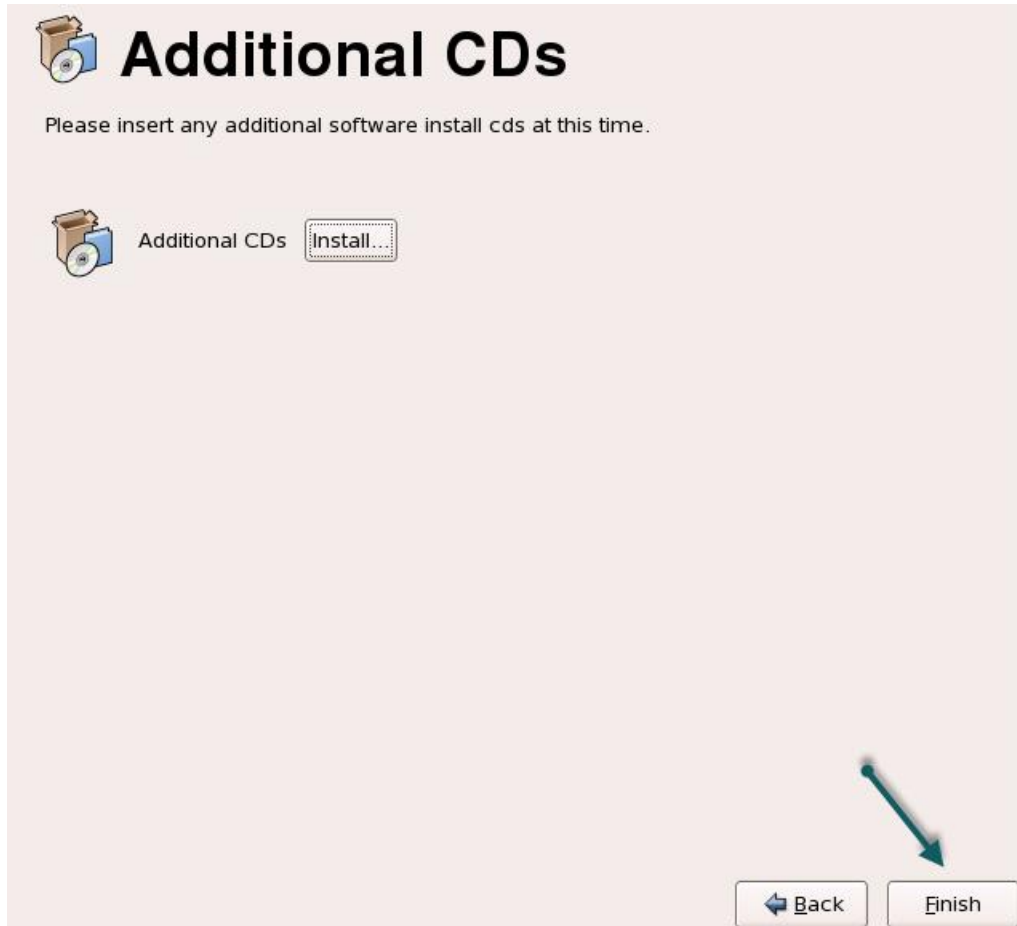 Additional CDs
Please insert any additional software install cds at this time.
Additional CDs Install...
Back Finish